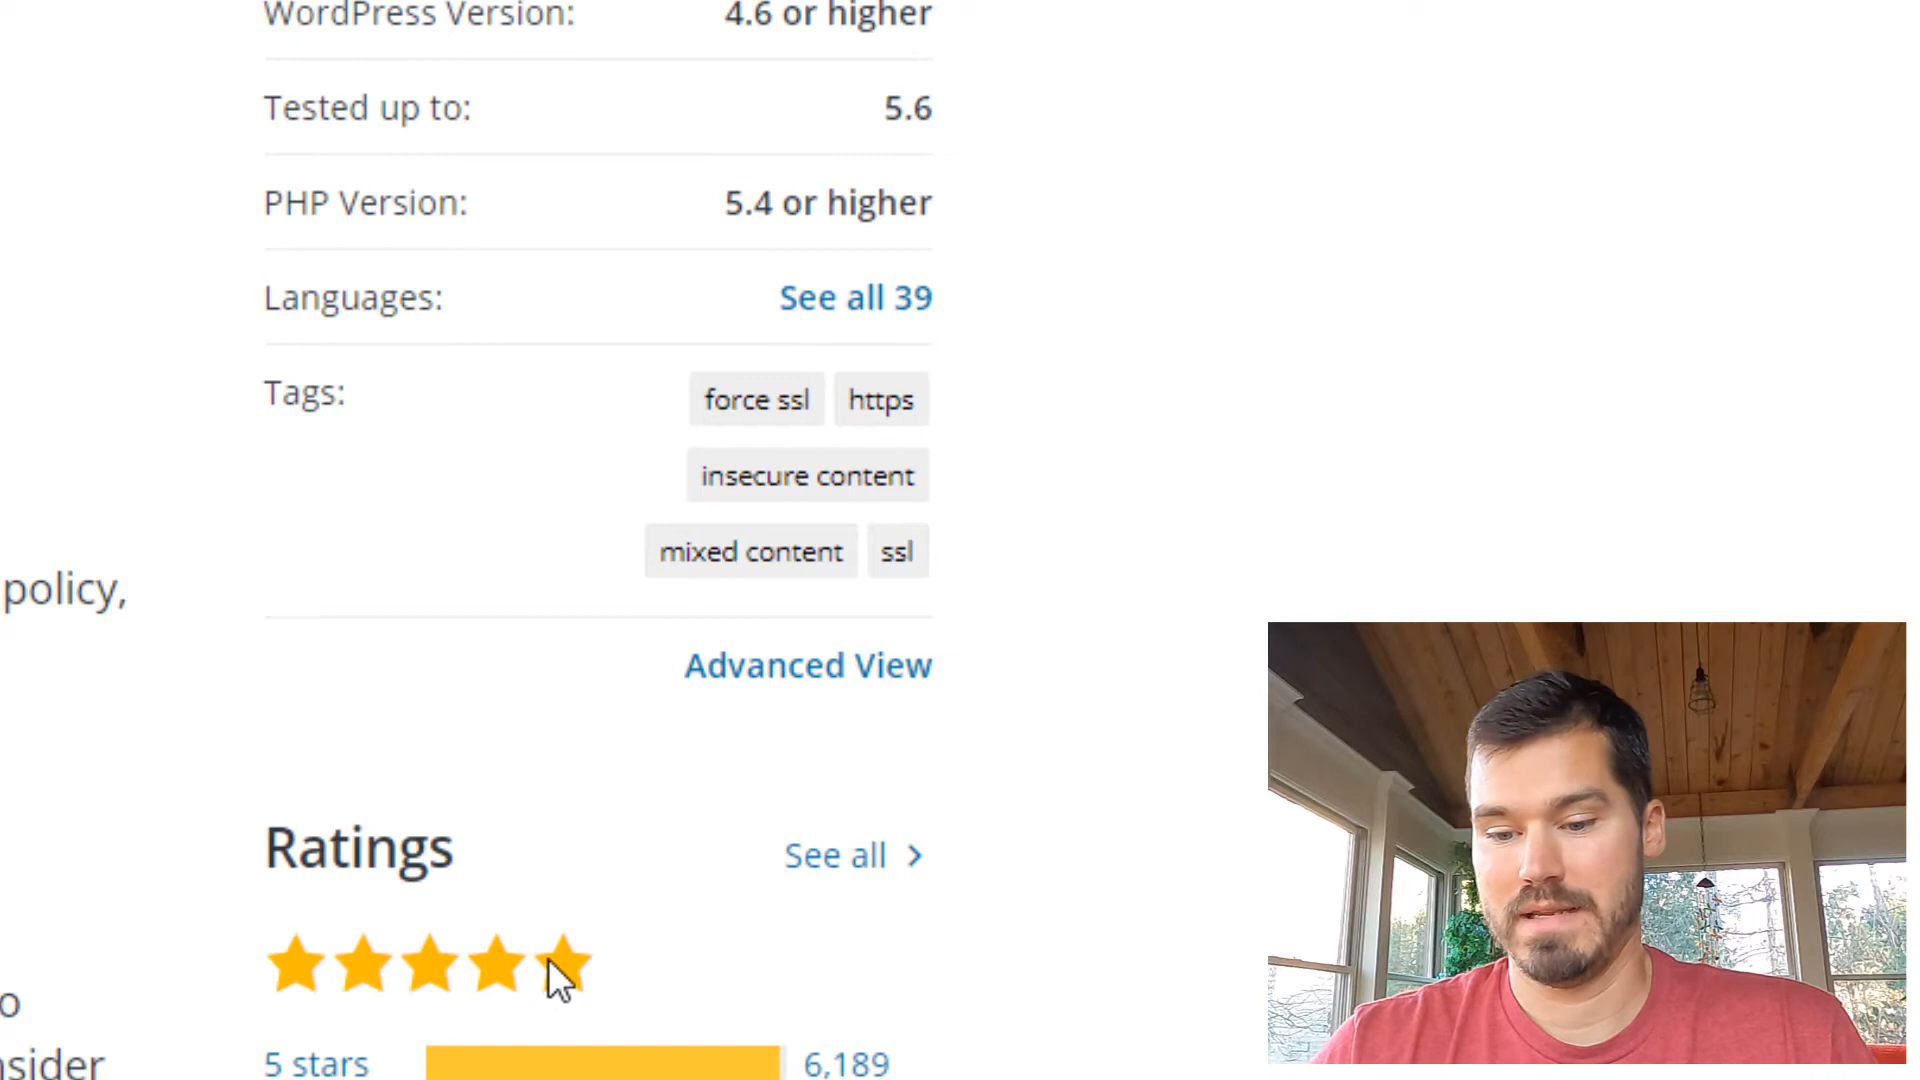 WordPress Version: 4.6 or higher
Tested up to: 5.6
PHP Version: 5.4 or higher
Languages: See all 39
Tags: force ssl https
insecure content
mixed content ssl
policy,
Advanced View
Ratings See all >
o
nsider
5 stars 6,189